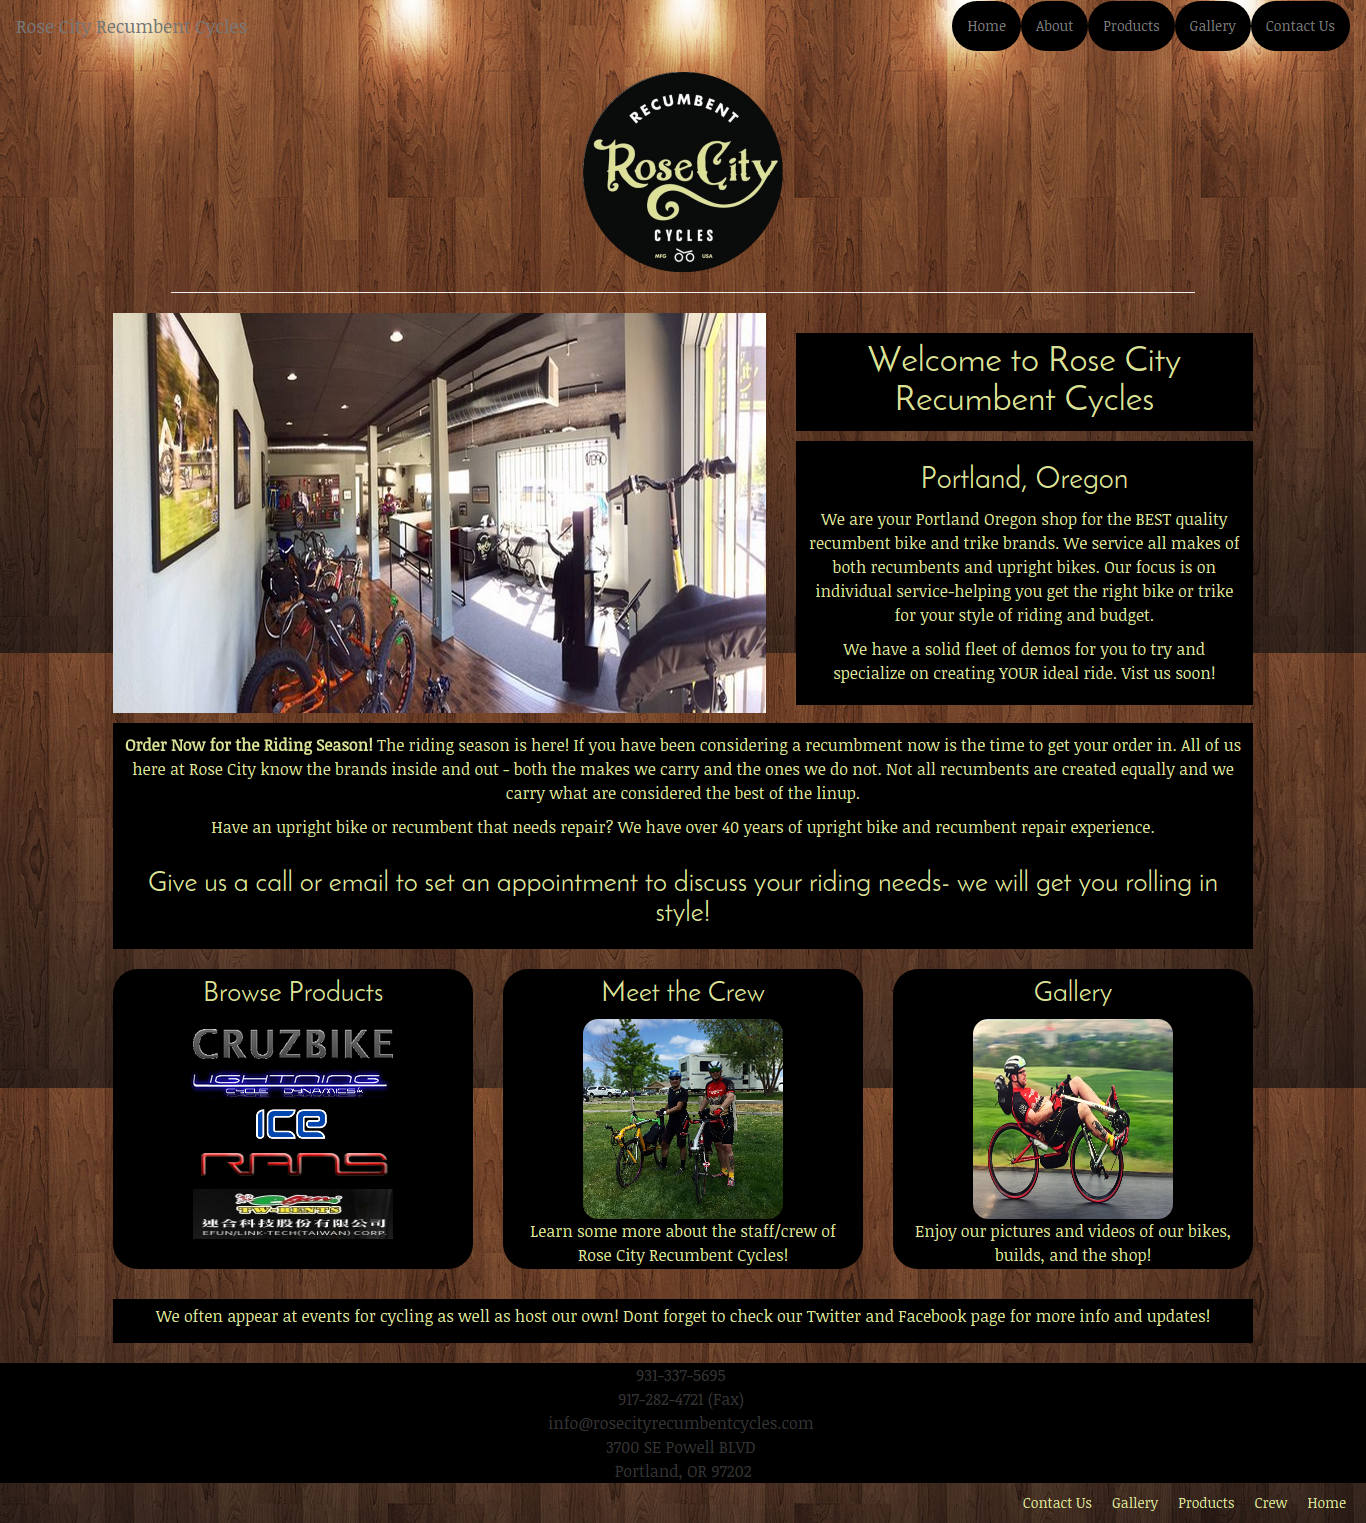 Rose City Recumbent Cycles
Home About Products Gallery Contact Us
RECUMBENT
Rose City
CYCLES
MFG USA
Welcome to Rose City
Recumbent Cycles
Portland, Oregon
We are your Portland Oregon shop for the BEST quality
recumbent bike and trike brands. We service all makes of
both recumbents and upright bikes. Our focus is on
individual service-helping you get the right bike or trike
for your style of riding and budget.
We have a solid fleet of demos for you to try and
specialize on creating YOUR ideal ride. Vist us soon!
Order Now for the Riding Season! The riding season is here! If you have been considering a recumbment now is the time to get your order in. All of us
here at Rose City know the brands inside and out - both the makes we carry and the ones we do not. Not all recumbents are created equally and we
carry what are considered the best of the linup.
Have an upright bike or recumbent that needs repair? We have over 40 years of upright bike and recumbent repair experience.
Give us a call or email to set an appointment to discuss your riding needs- we will get you rolling in
style!
Browse Products
CRUZBIKE
LIGHTNING
CYCLE DYNAMICS
ICE
RANS
TW-BENTS
連合科技股份有限公司
EFUN/LINK-TECH(TAIWAN) CORP.
Meet the Crew
Learn some more about the staff/crew of
Rose City Recumbent Cycles!
Gallery
Enjoy our pictures and videos of our bikes,
builds, and the shop!
We often appear at events for cycling as well as host our own! Dont forget to check our Twitter and Facebook page for more info and updates!
931-337-5695
917-282-4721 (Fax)
info@rosecityrecumbentcycles.com
3700 SE Powell BLVD
Portland, OR 97202
Contact Us Gallery Products Crew Home